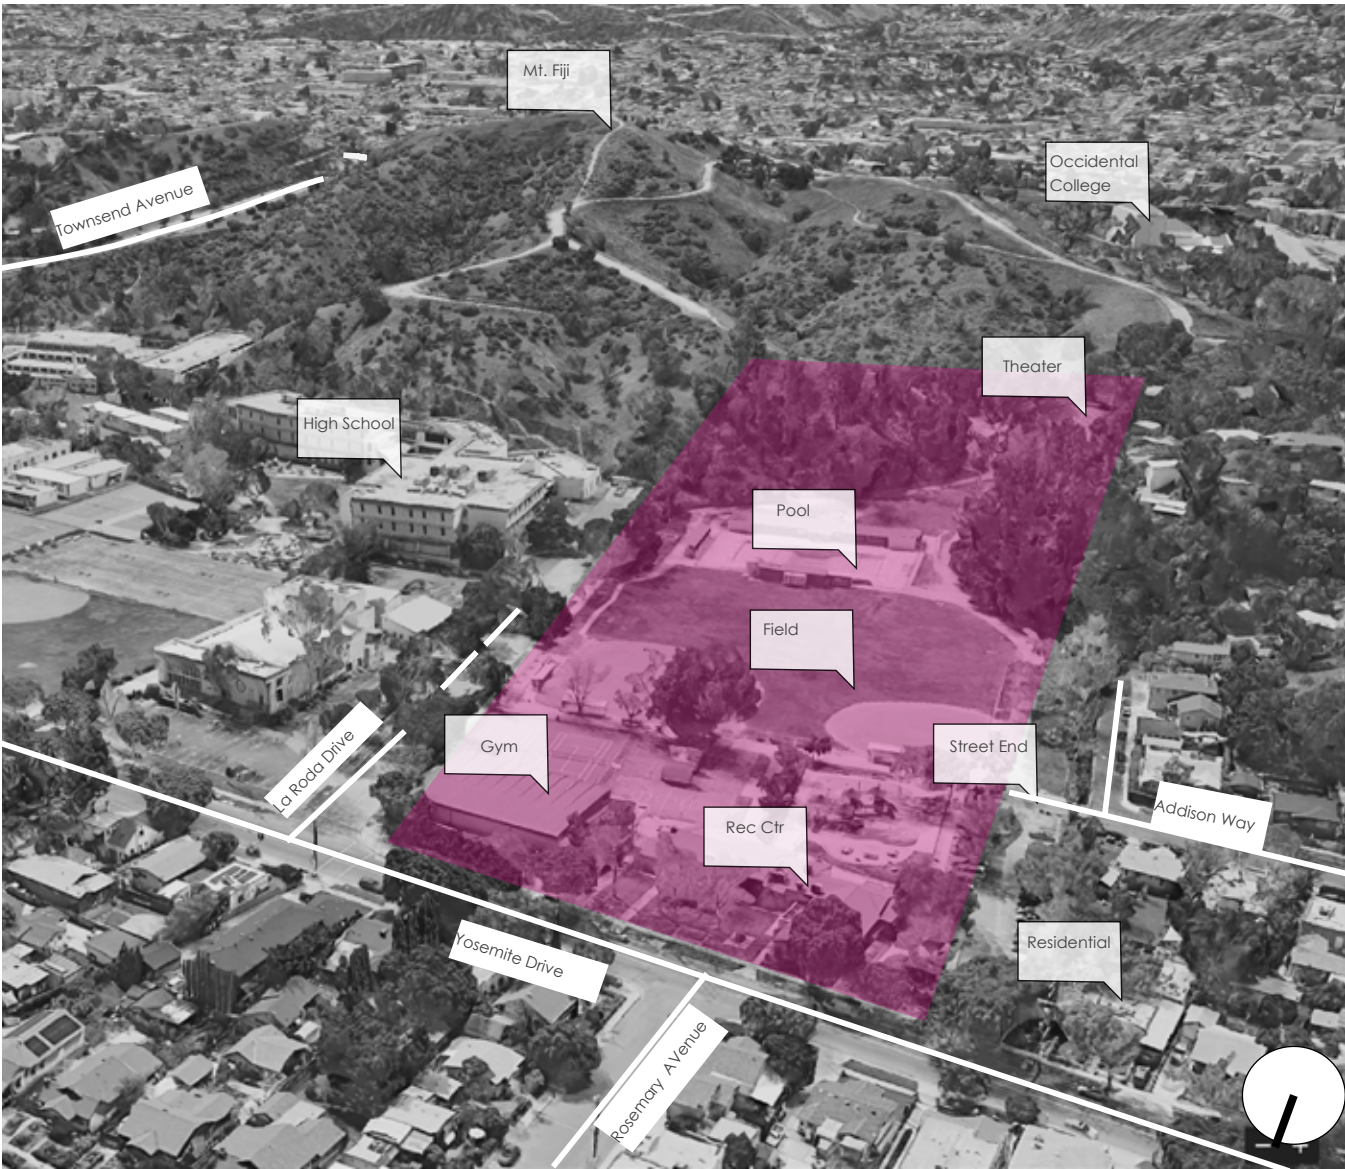 Mt. Fiji
Occidental
College
Townsend Avenue
Theater
High School
Pool
Field
Gym
Street End
La Roda Drive
Rec Ctr
Addison Way
Yosemite Drive
Residential
Rosemary AVenue